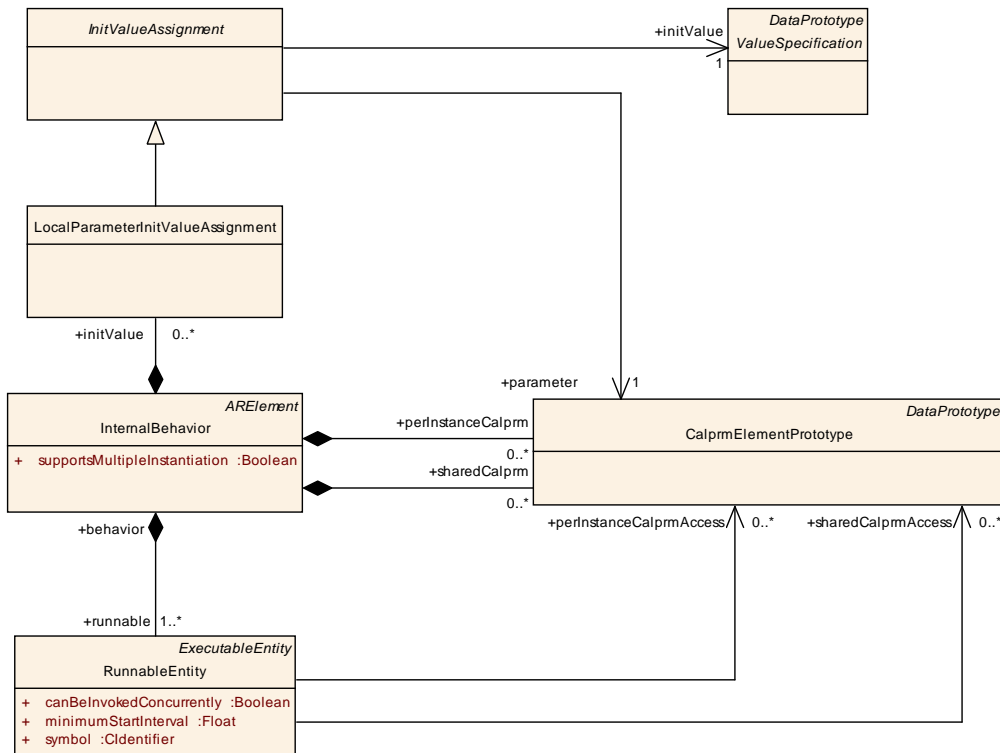 InitValueAssignment
+initValue
1
DataPrototype
ValueSpecification
LocalParameterInitValueAssignment
+initValue 0..*
+parameter 1
ARElement
InternalBehavior
+ supportsMultipleInstantiation :Boolean
+perInstanceCalprm
0..*
+sharedCalprm
0..*
DataPrototype
CalprmElementPrototype
+behavior
+perInstanceCalprmAccess 0..*
+sharedCalprmAccess 0..*
+runnable 1..*
ExecutableEntity
RunnableEntity
+ canBeInvokedConcurrently :Boolean
+ minimumStartInterval :Float
+ symbol :CIdentifier